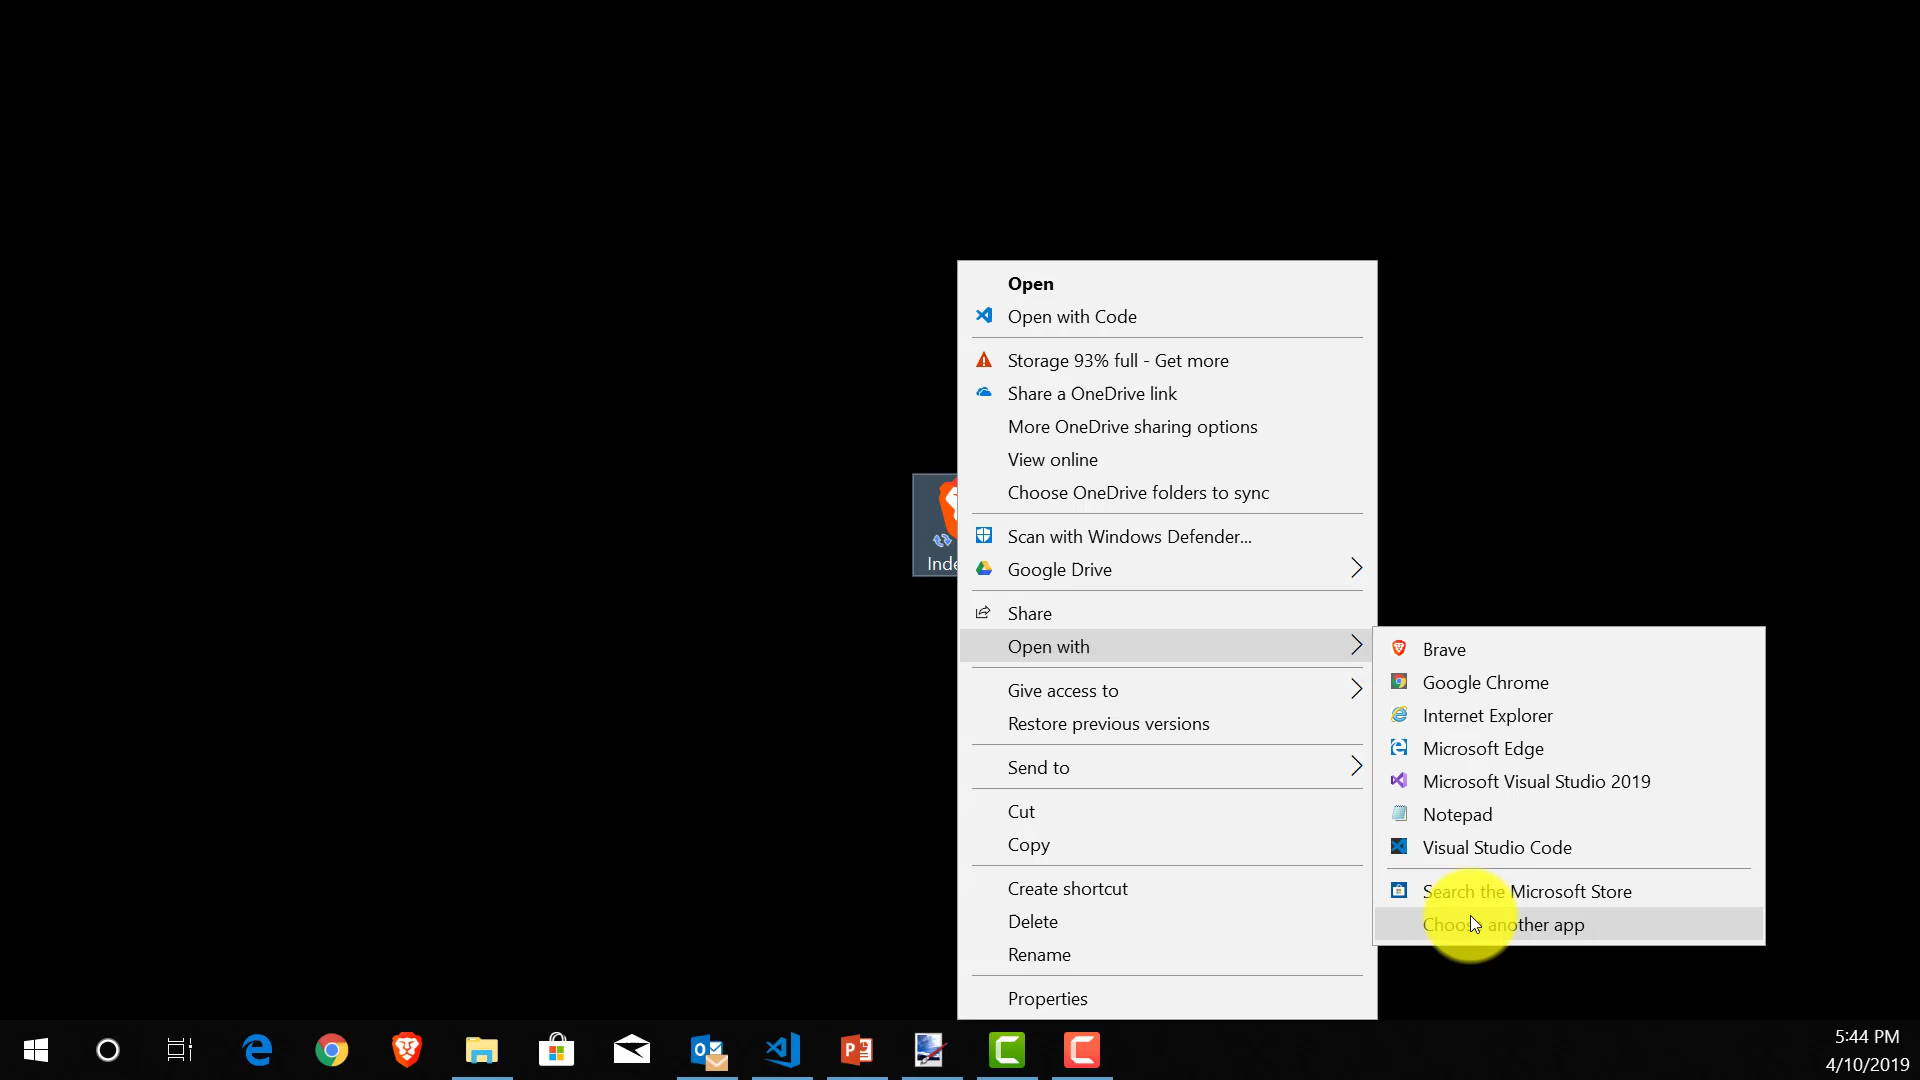 Open
Open with Code
Storage 93% full - Get more
Share a OneDrive link
More OneDrive sharing options
View online
Choose OneDrive folders to sync
Scan with Windows Defender...
Inde
Google Drive
Share
Open with
Give access to
Restore previous versions
Send to
Cut
Copy
Create shortcut
Delete
Rename
Properties
Brave
Google Chrome
Internet Explorer
Microsoft Edge
Microsoft Visual Studio 2019
Notepad
Visual Studio Code
Search the Microsoft Store
Choose another app
5:44 PM
4/10/2019